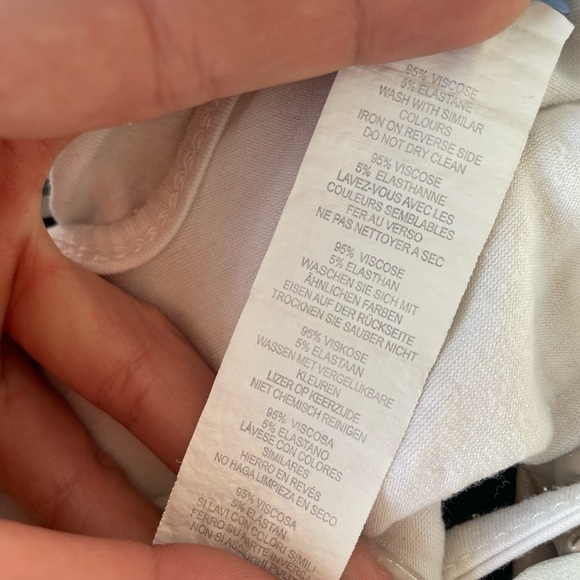 95% VISCOSE
5% ELASTANE
WASH WITH SIMILAR
COLOURS
IRON ON REVERSE SIDE
DO NOT DRY CLEAN
95% VISCOSE
5% ELASTHANNE
LAVEZ-VOUS AVEC LES
COULEURS SEMBLABLES
FER AU VERSO
NE PAS NETTOYER A SEC
95% VISCOSE
5% ELASTHAN
WASCHEN SIE SICH MIT
ÄHNLICHEN FARBEN
EISEN AUF DER RÜCKSEITE
TROCKNEN SIE SAUBER NICHT
95% VISKOSE
5% ELASTAAN
WASSEN MET VERGELIJKBARE
KLEUREN
IJZER OP KEERZIJDE
NIET CHEMISCH REINIGEN
95% VISCOSA
5% ELASTANO
LÁVESE CON COLORES
SIMILARES
HIERRO EN REVÉS
NO HAGA LIMPIEZA EN SECO
95% VISCOSA
5% ELASTAN
SI LAVI CON COLORI SIMILI
FERRO SU PARTE INVERSA
NON SI